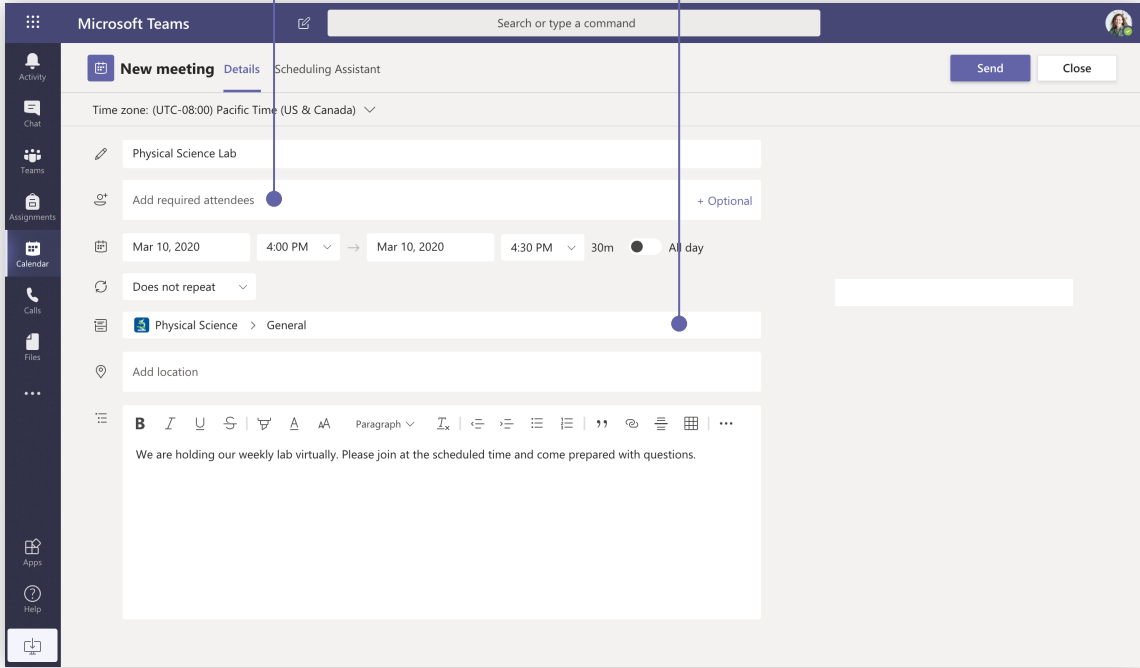 Microsoft Teams
Search or type a command
Activity
Chat
Teams
Assignments
Calendar
Calls
Files
Apps
Help
New meeting Details Scheduling Assistant
Send Close
Time zone: (UTC-08:00) Pacific Time (US & Canada)
Physical Science Lab
Add required attendees + Optional
Mar 10, 2020 4:00 PM → Mar 10, 2020 4:30 PM 30m All day
Does not repeat
Physical Science > General
Add location
B I U S A AA Paragraph
We are holding our weekly lab virtually. Please join at the scheduled time and come prepared with questions.